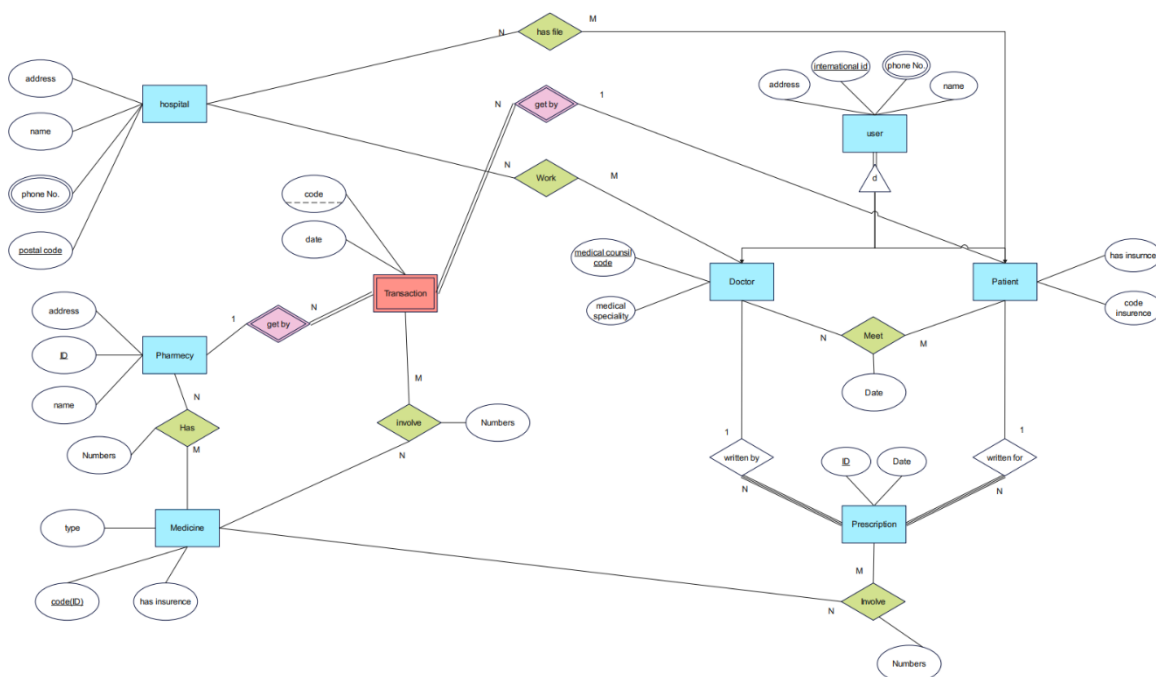 M
has file
N
international id
phone No.
address
name
address
hospital
N
get by
1
user
name
d
N
Work
M
code
phone No.
date
postal code
medical counsil
code
Doctor
Patient
has insurnce
Transaction
medical
speciality
code
insurence
address
N
1
get by
Meet
N
M
ID
Pharmecy
M
Date
name
N
Has
involve
Numbers
1
1
Numbers
M
N
written by
ID
Date
written for
N
N
type
Medicine
Prescription
M
code(ID)
has insurence
Involve
N
Numbers